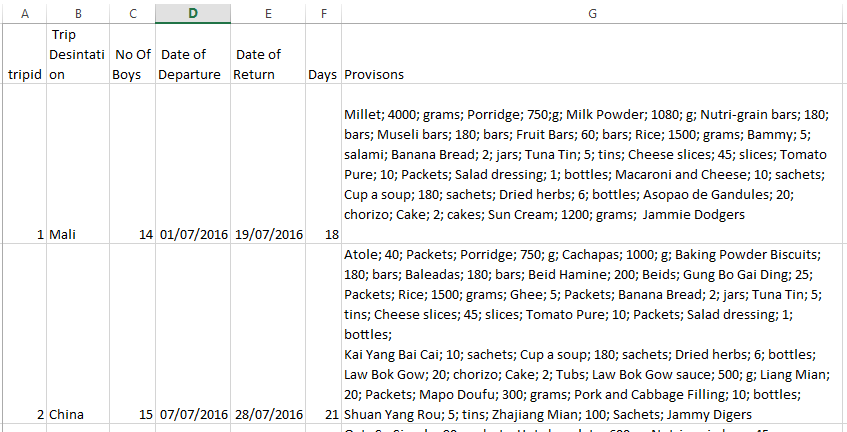 A B C D E F G
Trip
Desintati No Of Date of Date of
tripid on Boys Departure Return Days Provisons
Millet; 4000; grams; Porridge; 750;g; Milk Powder; 1080; g; Nutri-grain bars; 180;
bars; Museli bars; 180; bars; Fruit Bars; 60; bars; Rice; 1500; grams; Bammy; 5;
salami; Banana Bread; 2; jars; Tuna Tin; 5; tins; Cheese slices; 45; slices; Tomato
Pure; 10; Packets; Salad dressing; 1; bottles; Macaroni and Cheese; 10; sachets;
Cup a soup; 180; sachets; Dried herbs; 6; bottles; Asopao de Gandules; 20;
chorizo; Cake; 2; cakes; Sun Cream; 1200; grams; Jammie Dodgers
1 Mali 14 01/07/2016 19/07/2016 18
Atole; 40; Packets; Porridge; 750; g; Cachapas; 1000; g; Baking Powder Biscuits;
180; bars; Baleadas; 180; bars; Beid Hamine; 200; Beids; Gung Bo Gai Ding; 25;
Packets; Rice; 1500; grams; Ghee; 5; Packets; Banana Bread; 2; jars; Tuna Tin; 5;
tins; Cheese slices; 45; slices; Tomato Pure; 10; Packets; Salad dressing; 1;
bottles;
Kai Yang Bai Cai; 10; sachets; Cup a soup; 180; sachets; Dried herbs; 6; bottles;
Law Bok Gow; 20; chorizo; Cake; 2; Tubs; Law Bok Gow sauce; 500; g; Liang Mian;
20; Packets; Mapo Doufu; 300; grams; Pork and Cabbage Filling; 10; bottles;
2 China 15 07/07/2016 28/07/2016 21 Shuan Yang Rou; 5; tins; Zhajiang Mian; 100; Sachets; Jammy Digers